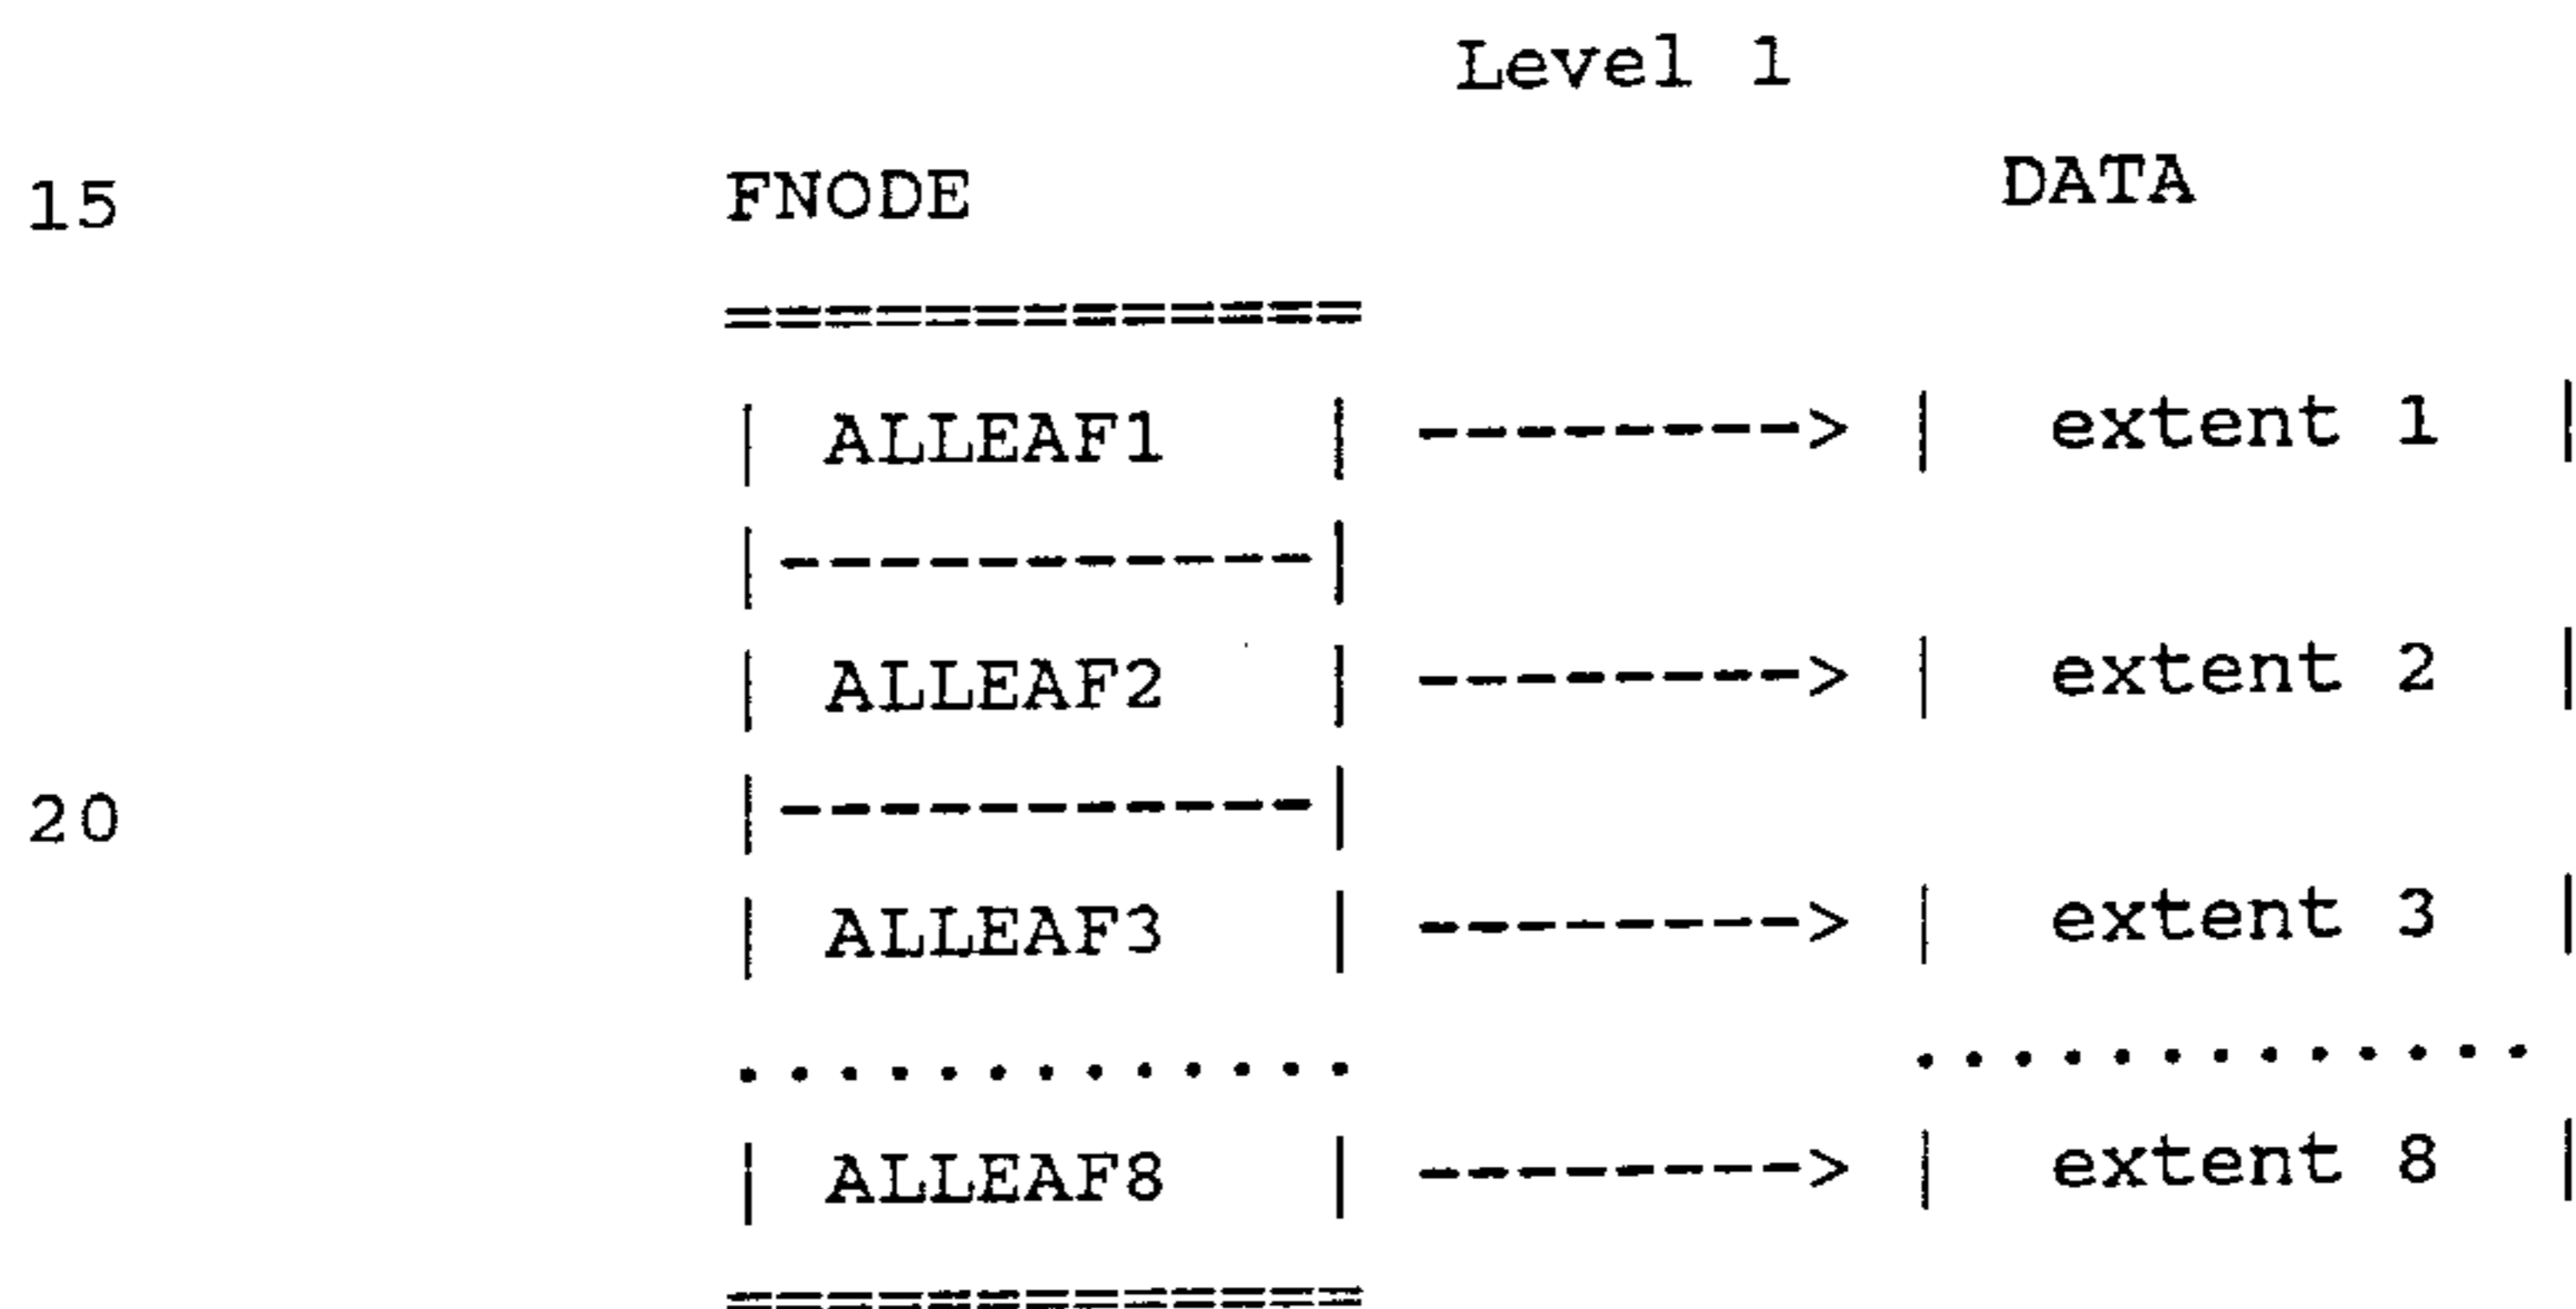 Level 1
15 FNODE DATA
=============
| ALLEAF1 | --------> | extent 1 |
|-----------|
| ALLEAF2 | --------> | extent 2 |
20 |-----------|
| ALLEAF3 | --------> | extent 3 |
............. .............
| ALLEAF8 | --------> | extent 8 |
=============